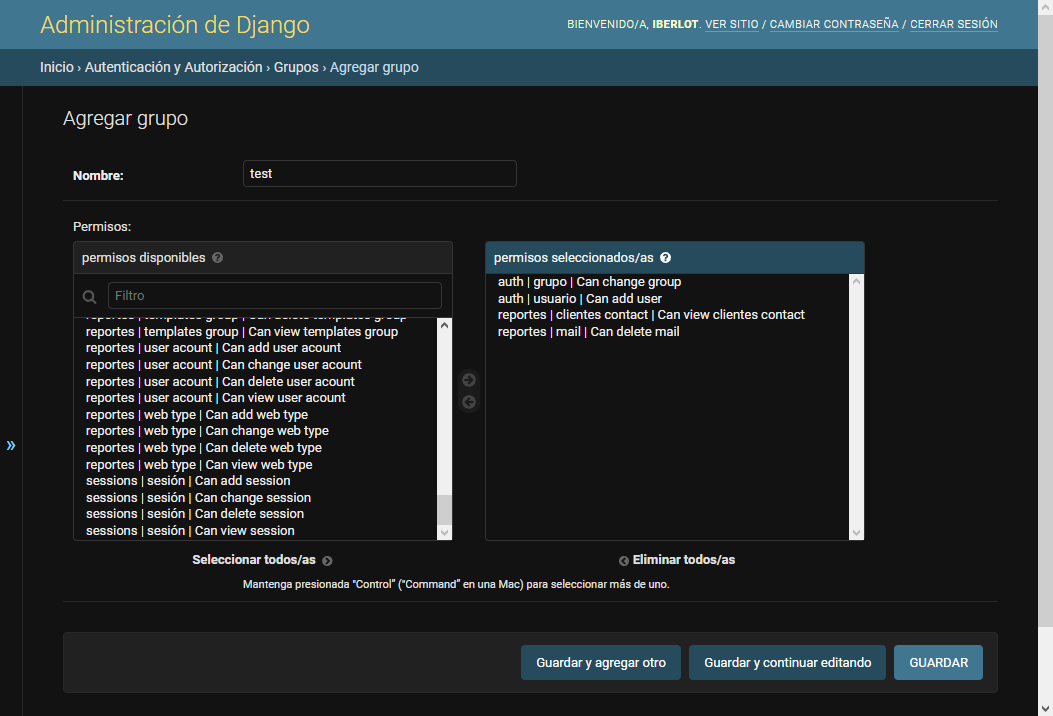 Administración de Django
BIENVENIDO/A, IBERLOT. VER SITIO / CAMBIAR CONTRASEÑA / CERRAR SESIÓN
Inicio › Autenticación y Autorización › Grupos › Agregar grupo
Agregar grupo
Nombre:
test
Permisos:
permisos disponibles ?
Filtro
reportes | templates group | Can delete templates group
reportes | templates group | Can view templates group
reportes | user acount | Can add user acount
reportes | user acount | Can change user acount
reportes | user acount | Can delete user acount
reportes | user acount | Can view user acount
reportes | web type | Can add web type
reportes | web type | Can change web type
reportes | web type | Can delete web type
reportes | web type | Can view web type
sessions | sesión | Can add session
sessions | sesión | Can change session
sessions | sesión | Can delete session
sessions | sesión | Can view session
Seleccionar todos/as
permisos seleccionados/as ?
auth | grupo | Can change group
auth | usuario | Can add user
reportes | clientes contact | Can view clientes contact
reportes | mail | Can delete mail
Eliminar todos/as
Mantenga presionada "Control" ("Command" en una Mac) para seleccionar más de uno.
»
Guardar y agregar otro
Guardar y continuar editando
GUARDAR